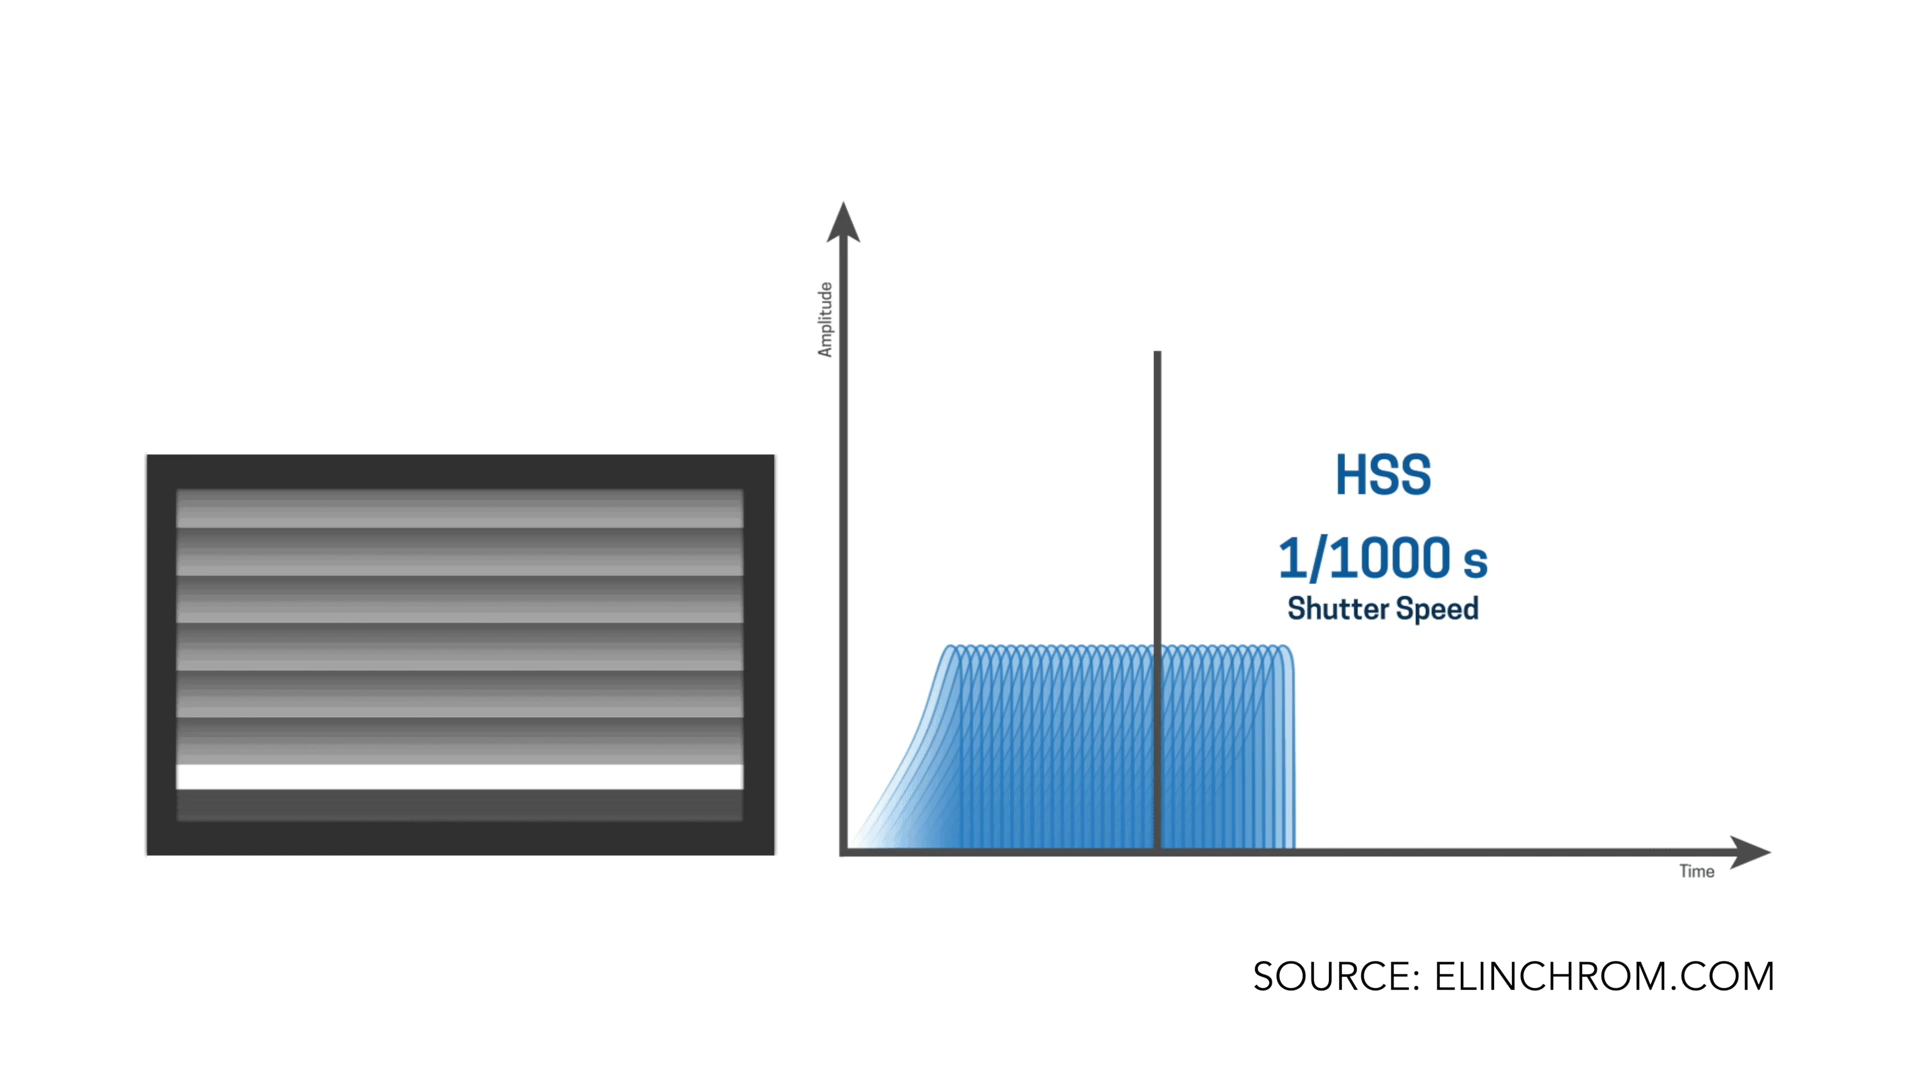 Amplitude
HSS
1/1000 s
Shutter Speed
Time
SOURCE: ELINCHROM.COM